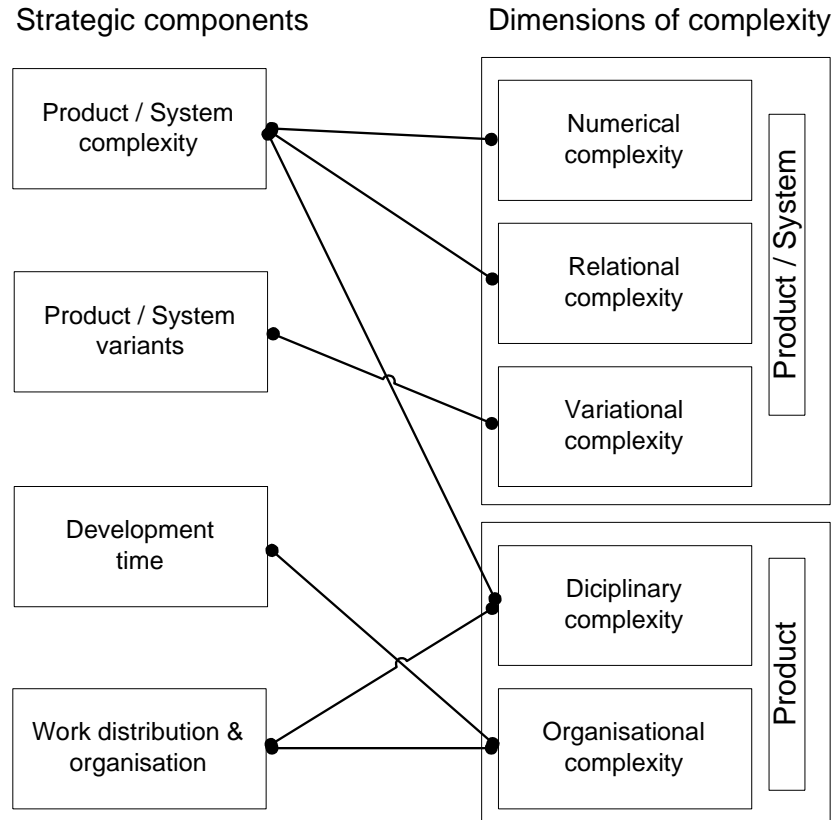 Strategic components
Dimensions of complexity
Product / System
complexity
Product / System
variants
Development
time
Work distribution &
organisation
Numerical
complexity
Relational
complexity
Variational
complexity
Product / System
Diciplinary
complexity
Organisational
complexity
Product